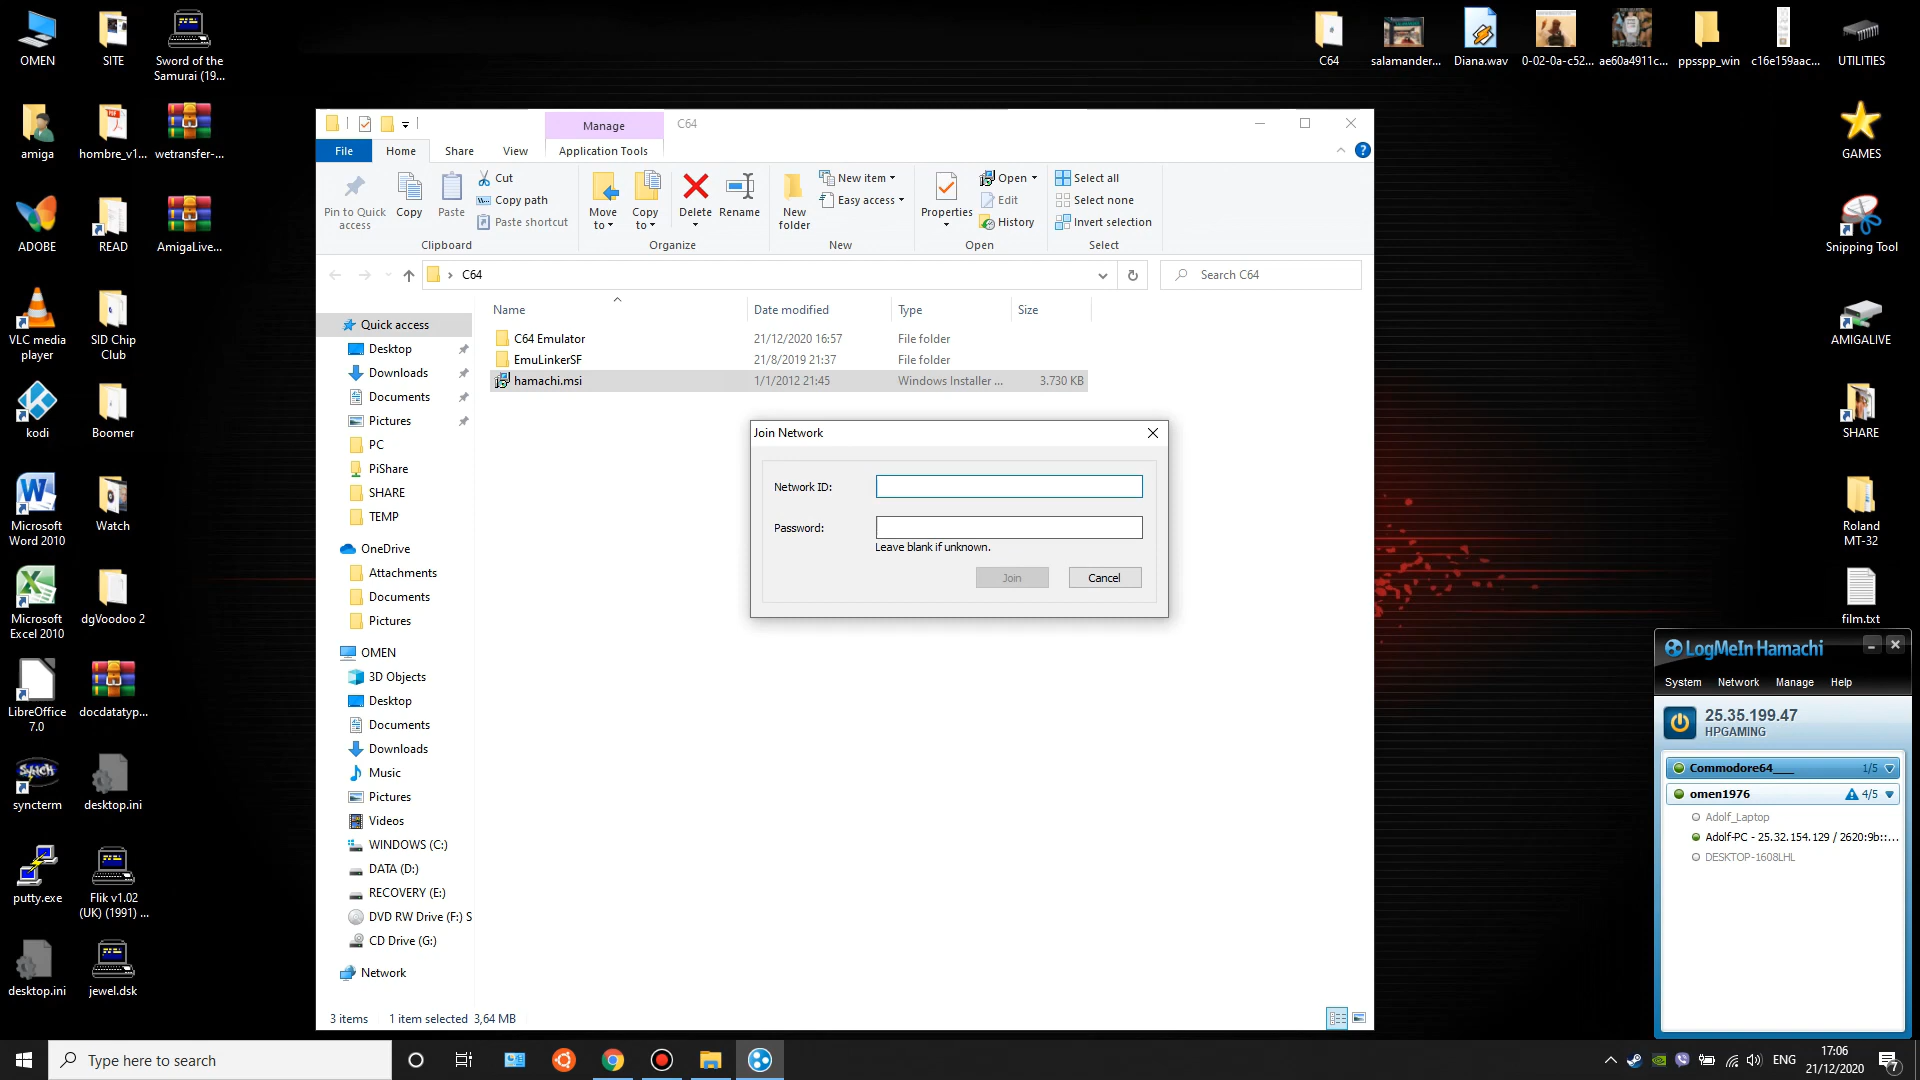 OMEN
SITE
Sword of the
Samurai (19...
amiga
hombre_v1...
wetransfer-...
ADOBE
READ
AmigaLive...
VLC media
player
SID Chip
Club
kodi
Boomer
Microsoft
Word 2010
Watch
Microsoft
Excel 2010
dgVoodoo 2
LibreOffice
7.0
docdatatyp...
syncterm
desktop.ini
putty.exe
Flik v1.02
(UK) (1991) ...
desktop.ini
jewel.dsk
C64
salamander...
Diana.wav
0-02-0a-c52...
ae60a4911c...
ppsspp_win
c16e159aac...
UTILITIES
GAMES
Snipping Tool
AMIGALIVE
SHARE
Roland
MT-32
film.txt
Manage
C64
File
Home
Share
View
Application Tools
Pin to Quick
access
Copy
Paste
Cut
Copy path
Paste shortcut
Clipboard
Move
to
Copy
to
Delete
Rename
Organize
New
folder
New item
Easy access
New
Properties
Open
Edit
History
Open
Select all
Select none
Invert selection
Select
C64
Search C64
Name
Date modified
Type
Size
C64 Emulator 21/12/2020 16:57 File folder
EmuLinkerSF 21/8/2019 21:37 File folder
hamachi.msi 1/1/2012 21:45 Windows Installer ... 3.730 KB
Quick access
Desktop
Downloads
Documents
Pictures
PC
PiShare
SHARE
TEMP
OneDrive
Attachments
Documents
Pictures
OMEN
3D Objects
Desktop
Documents
Downloads
Music
Pictures
Videos
WINDOWS (C:)
DATA (D:)
RECOVERY (E:)
DVD RW Drive (F:) S
CD Drive (G:)
Network
3 items 1 item selected 3,64 MB
Join Network
Network ID:
Password:
Leave blank if unknown.
Join
Cancel
LogMeIn Hamachi
System Network Manage Help
25.35.199.47
HPGAMING
Commodore64___ 1/5
omen1976 4/5
Adolf_Laptop
Adolf-PC - 25.32.154.129 / 2620:9b::...
DESKTOP-1608LHL
Type here to search
ENG
17:06
21/12/2020
7